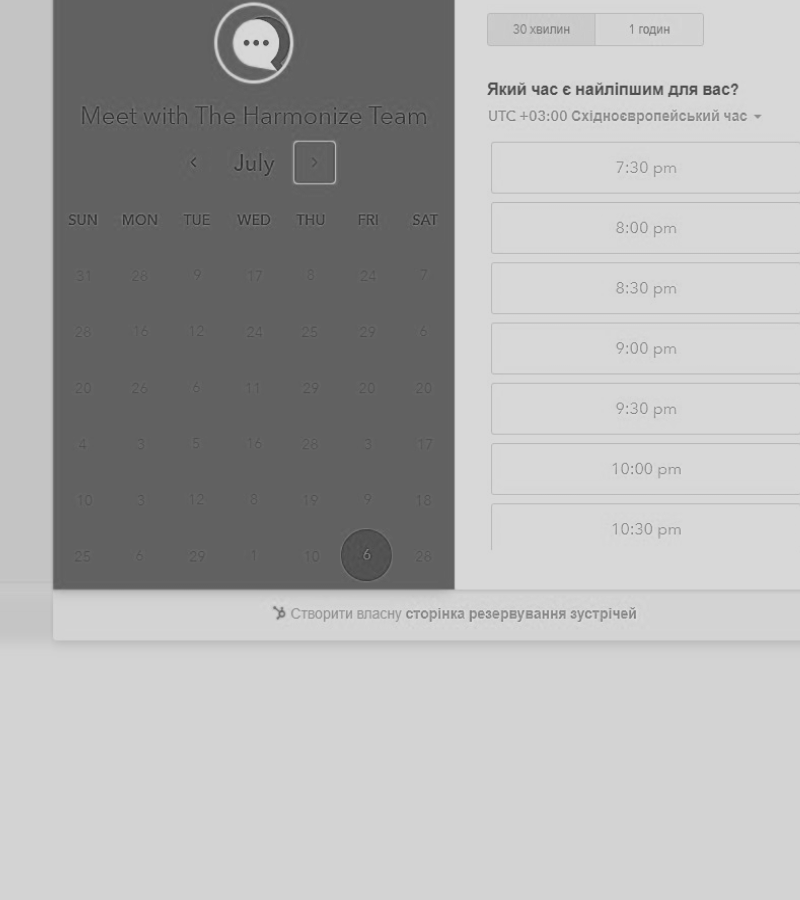 Meet with The Harmonize Team
July
SUN MON TUE WED THU FRI SAT
31 28 9 17 8 24 7
28 16 12 24 25 29 6
20 26 6 11 29 20 20
4 3 5 16 28 3 17
10 3 12 8 19 9 18
25 6 29 1 10 6 28
30 хвилин 1 годин
Який час є найліпшим для вас?
UTC +03:00 Східноєвропейський час
7:30 pm
8:00 pm
8:30 pm
9:00 pm
9:30 pm
10:00 pm
10:30 pm
Створити власну сторінка резервування зустрічей